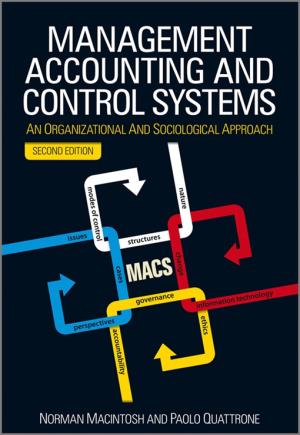 MANAGEMENT
ACCOUNTING AND
CONTROL SYSTEMS
AN ORGANIZATIONAL AND SOCIOLOGICAL APPROACH
SECOND EDITION
modes of control
nature
issues
structures
cases
MACS
change
governance
information technology
perspectives
accountability
ethics
NORMAN MACINTOSH AND PAOLO QUATTRONE